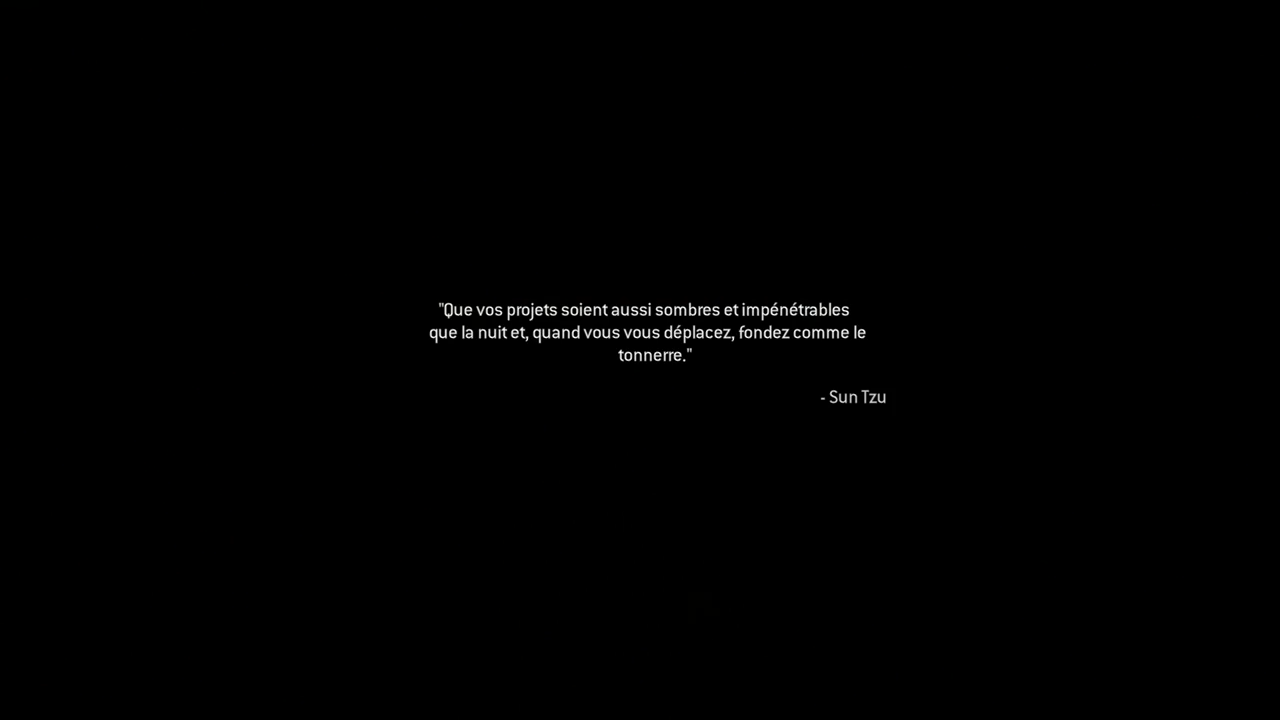 "Que vos projets soient aussi sombres et impénétrables
que la nuit et, quand vous vous déplacez, fondez comme le
tonnerre."
- Sun Tzu